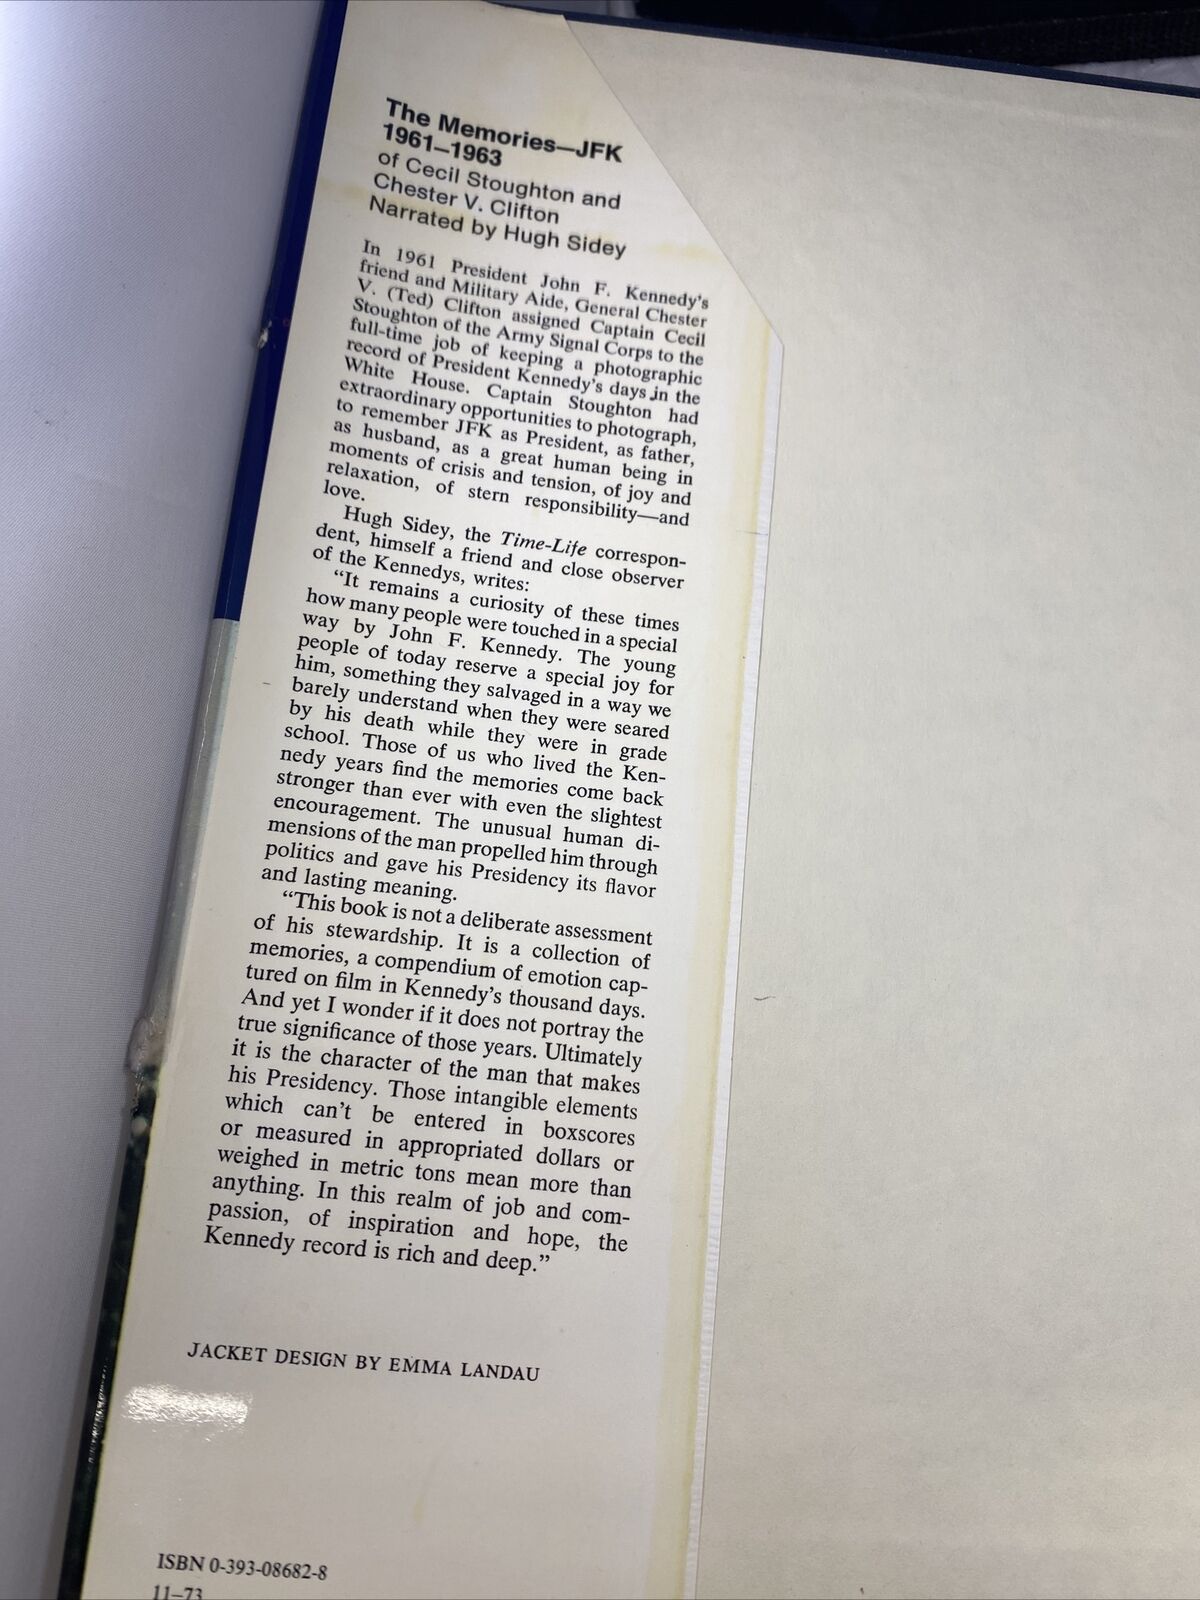 The Memories—JFK
1961–1963
of Cecil Stoughton and
Chester V. Clifton
Narrated by Hugh Sidey
In 1961 President John F. Kennedy's
friend and Military Aide, General Chester
V. (Ted) Clifton assigned Captain Cecil
Stoughton of the Army Signal Corps to the
full-time job of keeping a photographic
record of President Kennedy's days in the
White House. Captain Stoughton had
extraordinary opportunities to photograph,
to remember JFK as President, as father,
as husband, as a great human being in
moments of crisis and tension, of joy and
relaxation, of stern responsibility—and
love.
Hugh Sidey, the Time-Life correspon-
dent, himself a friend and close observer
of the Kennedys, writes:
“It remains a curiosity of these times
how many people were touched in a special
way by John F. Kennedy. The young
people of today reserve a special joy for
him, something they salvaged in a way we
barely understand when they were seared
by his death while they were in grade
school. Those of us who lived the Ken-
nedy years find the memories come back
stronger than ever with even the slightest
encouragement. The unusual human di-
mensions of the man propelled him through
politics and gave his Presidency its flavor
and lasting meaning.
“This book is not a deliberate assessment
of his stewardship. It is a collection of
memories, a compendium of emotion cap-
tured on film in Kennedy's thousand days.
And yet I wonder if it does not portray the
true significance of those years. Ultimately
it is the character of the man that makes
his Presidency. Those intangible elements
which can't be entered in boxscores
or measured in appropriated dollars or
weighed in metric tons mean more than
anything. In this realm of job and com-
passion, of inspiration and hope, the
Kennedy record is rich and deep.”
JACKET DESIGN BY EMMA LANDAU
ISBN 0-393-08682-8
11–73